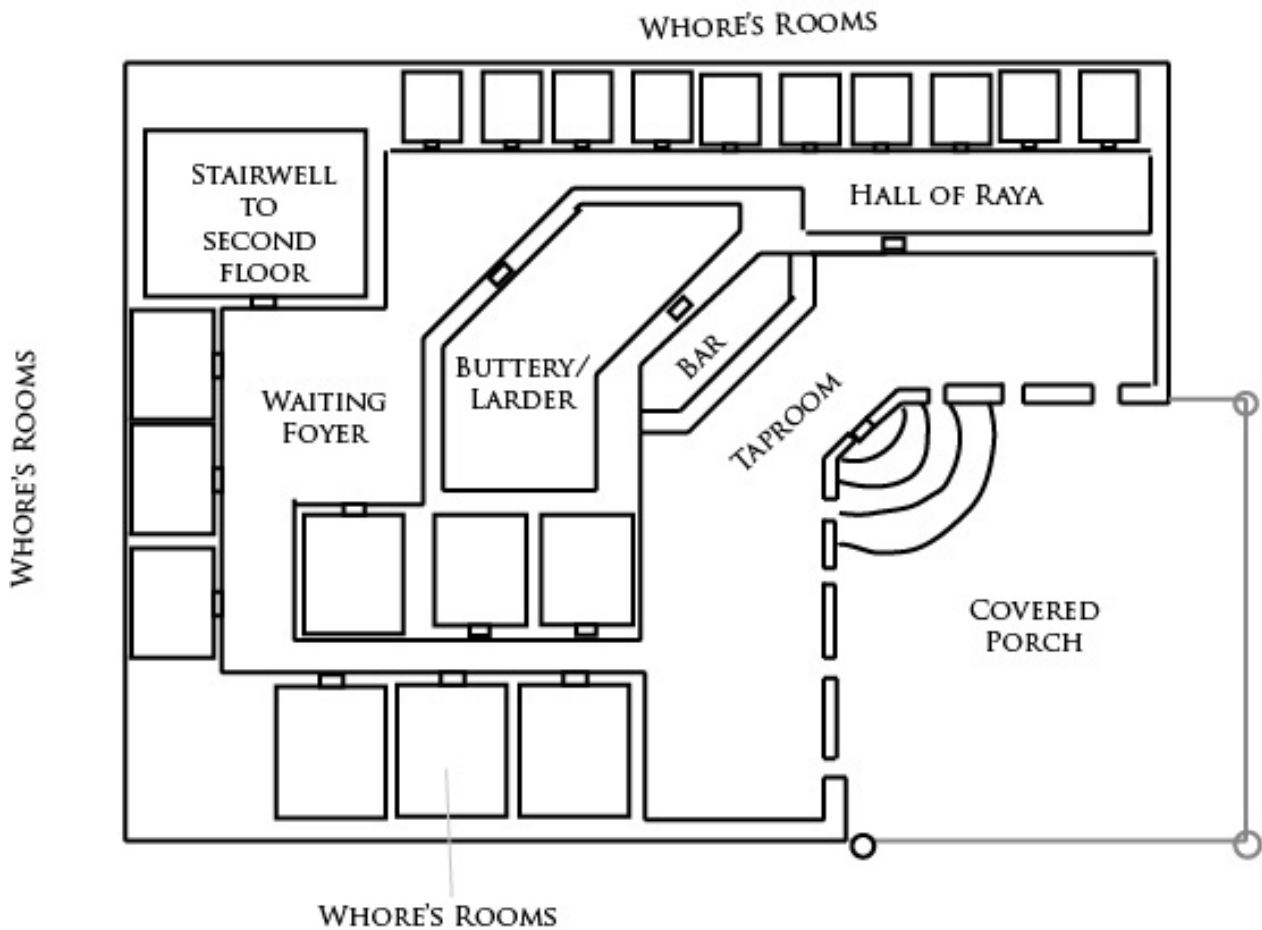 WHORE'S ROOMS
STAIRWELL
TO
SECOND
FLOOR
HALL OF RAYA
WHORE'S ROOMS
WAITING
FOYER
BUTTERY/
LARDER
BAR
TAPROOM
COVERED
PORCH
WHORE'S ROOMS